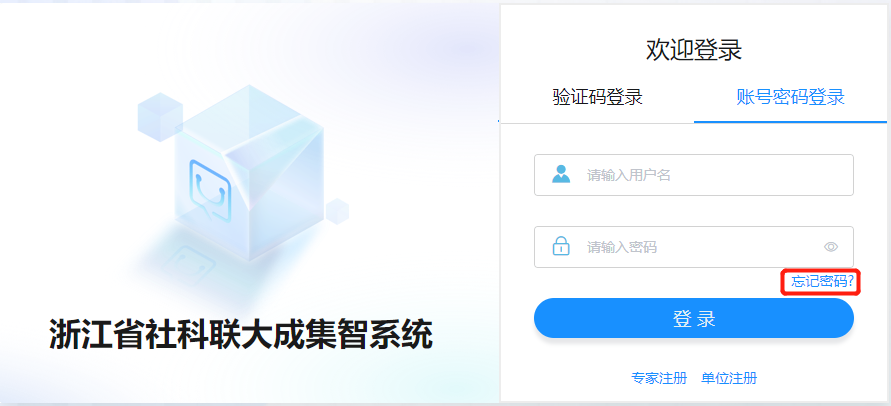 浙江省社科联大成集智系统
欢迎登录
验证码登录 账号密码登录
请输入用户名
请输入密码
忘记密码?
登 录
专家注册 单位注册